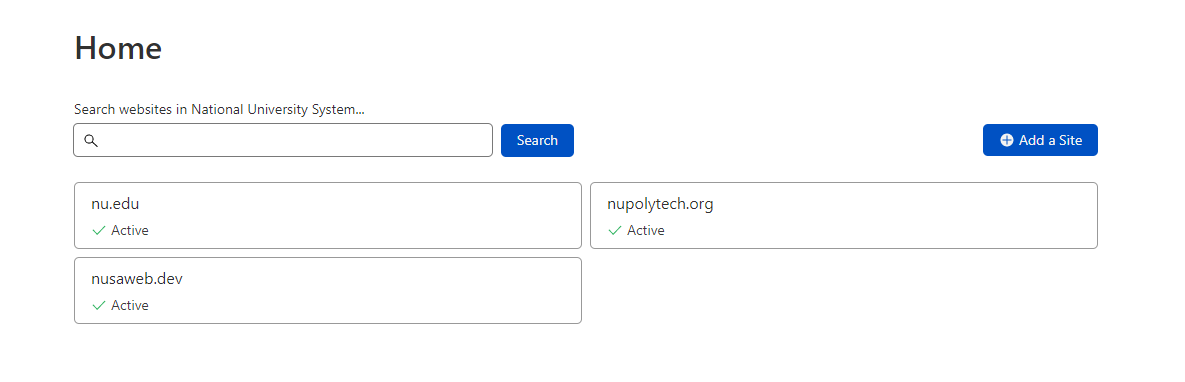 Home
Search websites in National University System...
Search
Add a Site
nu.edu
Active
nupolytech.org
Active
nusaweb.dev
Active